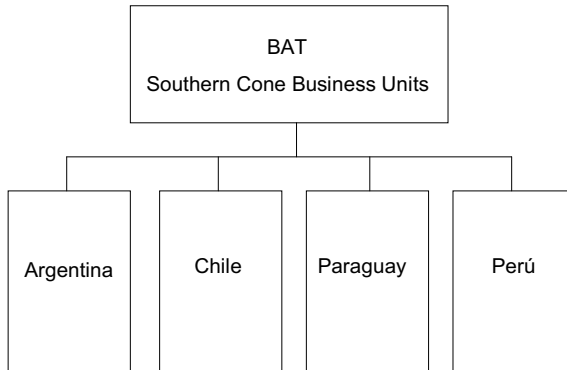 BAT
Southern Cone Business Units
Argentina
Chile
Paraguay
Perú